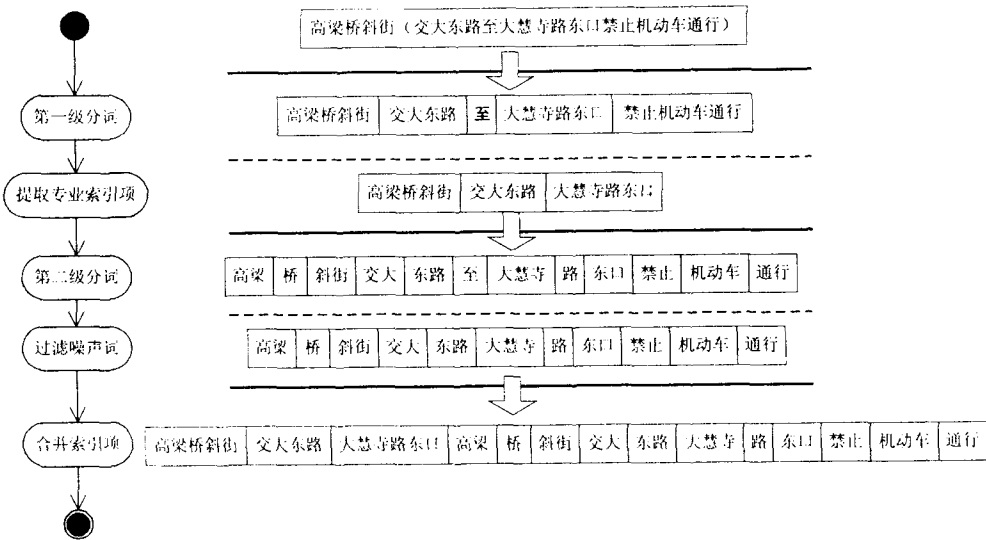 高梁桥斜街（交大东路至大慧寺路东口禁止机动车通行）
第一级分词
高梁桥斜街 交大东路 至 大慧寺路东口 禁止机动车通行
提取专业索引项
高梁桥斜街 交大东路 大慧寺路东口
第二级分词
高梁 桥 斜街 交大 东路 至 大慧寺 路 东口 禁止 机动车 通行
过滤噪声词
高梁 桥 斜街 交大 东路 大慧寺 路 东口 禁止 机动车 通行
合并索引项
高梁桥斜街 交大东路 大慧寺路东口 高梁 桥 斜街 交大 东路 大慧寺 路 东口 禁止 机动车 通行